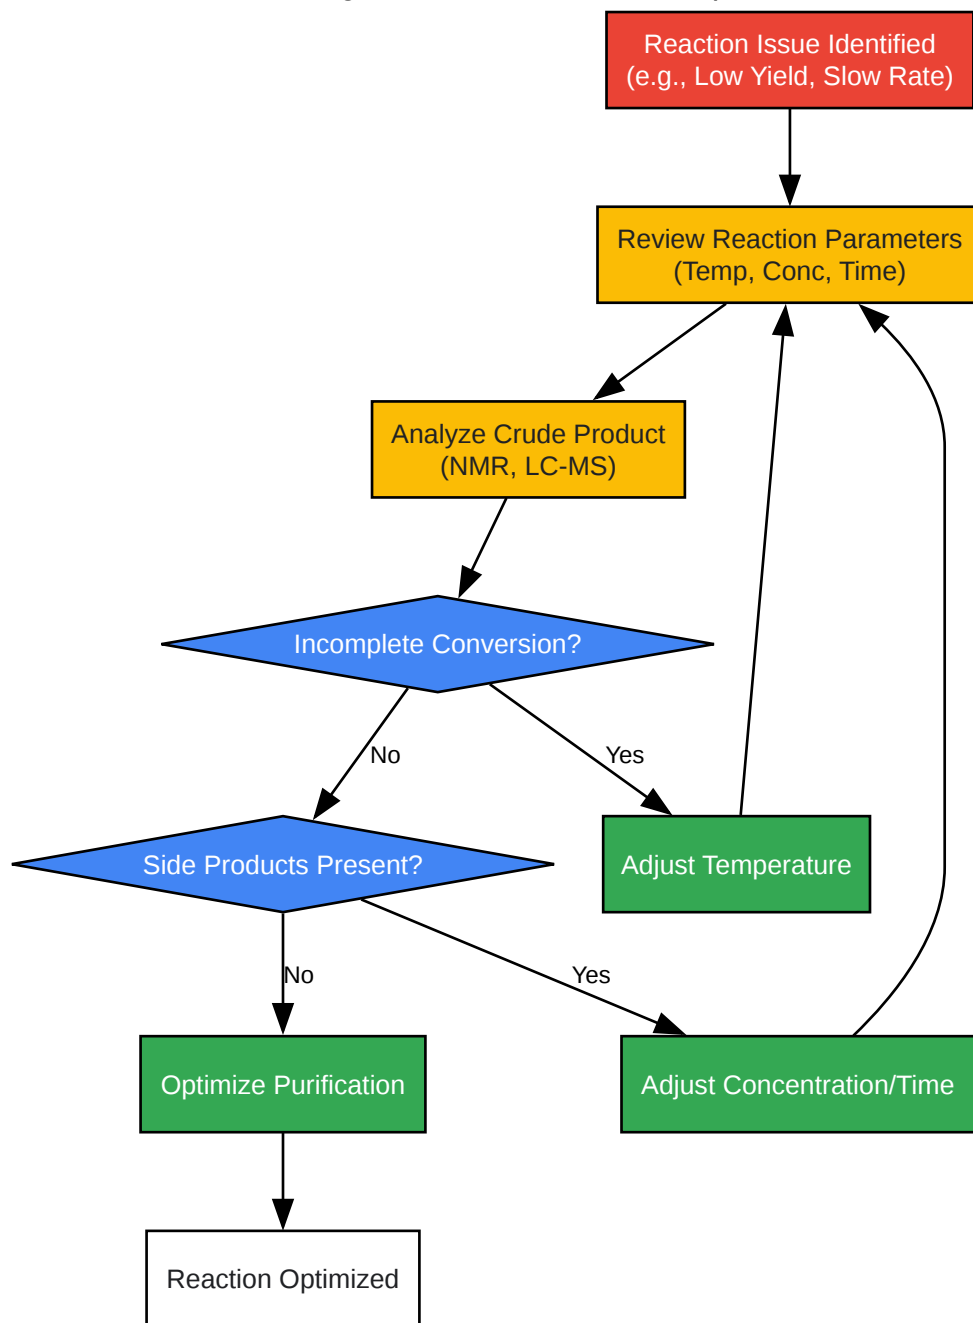 Reaction Issue Identified
(e.g., Low Yield, Slow Rate)
Review Reaction Parameters
(Temp, Conc, Time)
Analyze Crude Product
(NMR, LC-MS)
Incomplete Conversion?
No
Yes
Side Products Present?
Adjust Temperature
No
Yes
Optimize Purification
Adjust Concentration/Time
Reaction Optimized